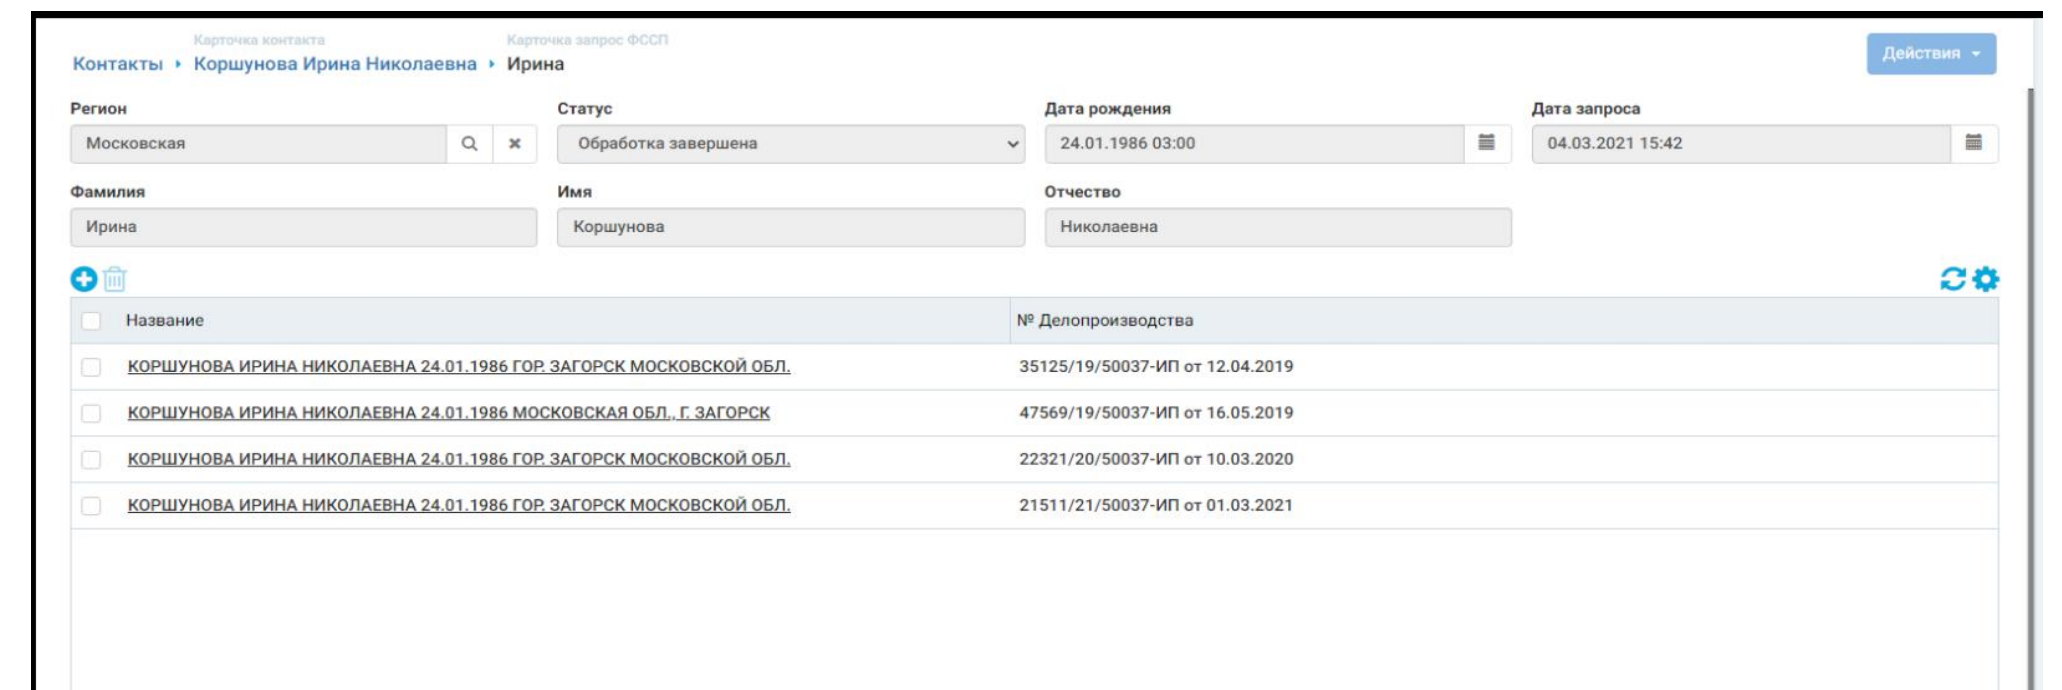 Карточка контакта Карточка запрос ФССП
Контакты Коршунова Ирина Николаевна Ирина
Действия
Регион Статус Дата рождения Дата запроса
Московская Обработка завершена 24.01.1986 03:00 04.03.2021 15:42
Фамилия Имя Отчество
Ирина Коршунова Николаевна
Название № Делопроизводства
КОРШУНОВА ИРИНА НИКОЛАЕВНА 24.01.1986 ГОР. ЗАГОРСК МОСКОВСКОЙ ОБЛ. 35125/19/50037-ИП от 12.04.2019
КОРШУНОВА ИРИНА НИКОЛАЕВНА 24.01.1986 МОСКОВСКАЯ ОБЛ., Г. ЗАГОРСК 47569/19/50037-ИП от 16.05.2019
КОРШУНОВА ИРИНА НИКОЛАЕВНА 24.01.1986 ГОР. ЗАГОРСК МОСКОВСКОЙ ОБЛ. 22321/20/50037-ИП от 10.03.2020
КОРШУНОВА ИРИНА НИКОЛАЕВНА 24.01.1986 ГОР. ЗАГОРСК МОСКОВСКОЙ ОБЛ. 21511/21/50037-ИП от 01.03.2021